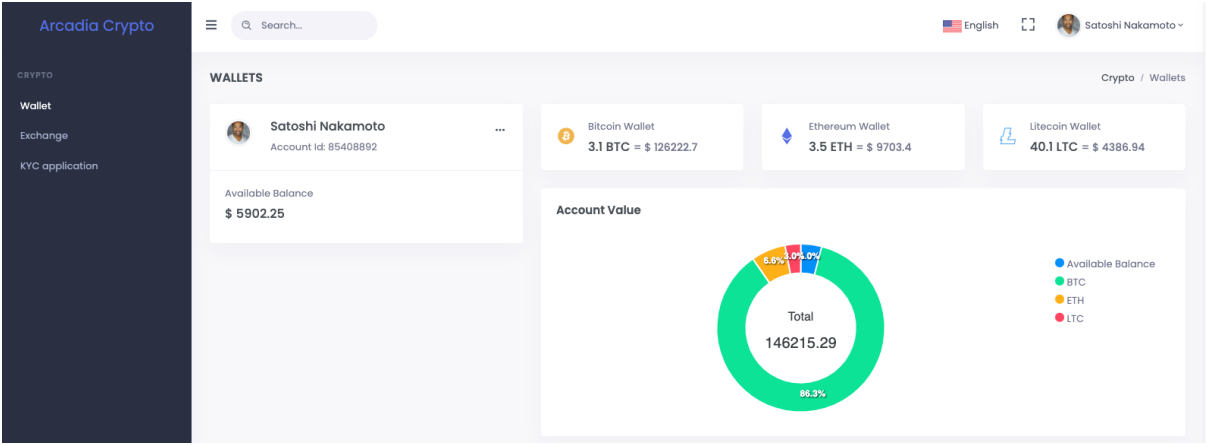 Arcadia Crypto
Search...
English
Satoshi Nakamoto
CRYPTO
Wallet
Exchange
KYC application
WALLETS
Crypto / Wallets
Satoshi Nakamoto
...
Account Id: 85408892
Available Balance
$ 5902.25
Bitcoin Wallet
3.1 BTC = $ 126222.7
Ethereum Wallet
3.5 ETH = $ 9703.4
Litecoin Wallet
40.1 LTC = $ 4386.94
Account Value
6.6%
3.0%
86.3%
Total
146215.29
Available Balance
BTC
ETH
LTC